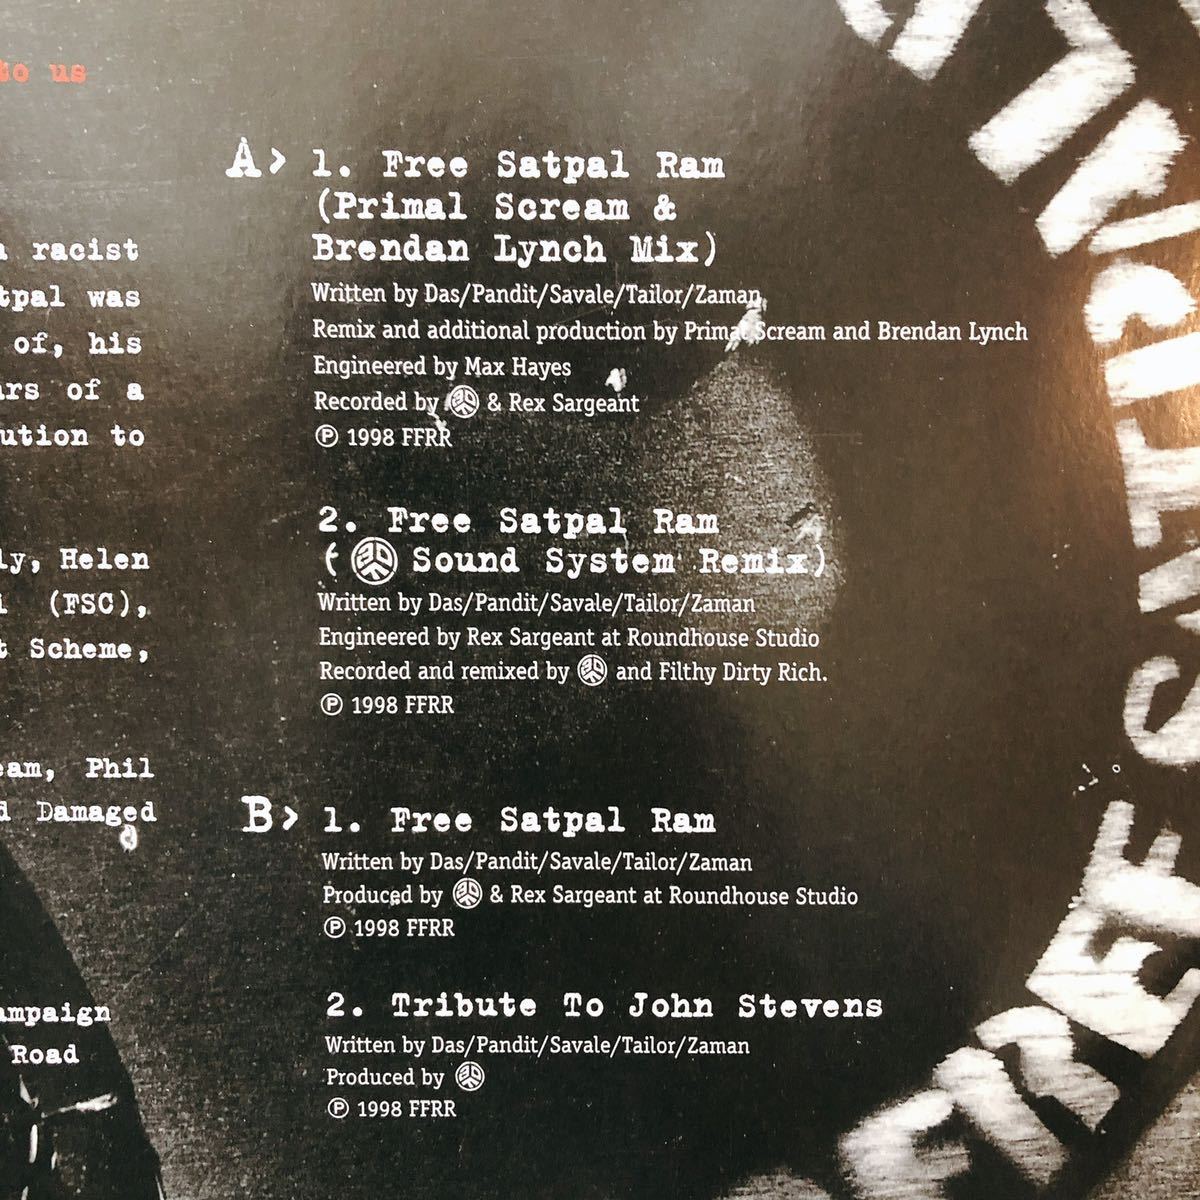 to us
racist
tpal was
of, his
ars of a
ution to
ly, Helen
(FSC),
t Scheme,
eam, Phil
d Damaged
ampaign
Road
A> 1. Free Satpal Ram
(Primal Scream &
Brendan Lynch Mix)
Written by Das/Pandit/Savale/Tailor/Zaman
Remix and additional production by Primal Scream and Brendan Lynch
Engineered by Max Hayes
Recorded by & Rex Sargeant
℗ 1998 FFRR
2. Free Satpal Ram
( Sound System Remix)
Written by Das/Pandit/Savale/Tailor/Zaman
Engineered by Rex Sargeant at Roundhouse Studio
Recorded and remixed by and Filthy Dirty Rich.
℗ 1998 FFRR
B> 1. Free Satpal Ram
Written by Das/Pandit/Savale/Tailor/Zaman
Produced by & Rex Sargeant at Roundhouse Studio
℗ 1998 FFRR
2. Tribute To John Stevens
Written by Das/Pandit/Savale/Tailor/Zaman
Produced by
℗ 1998 FFRR